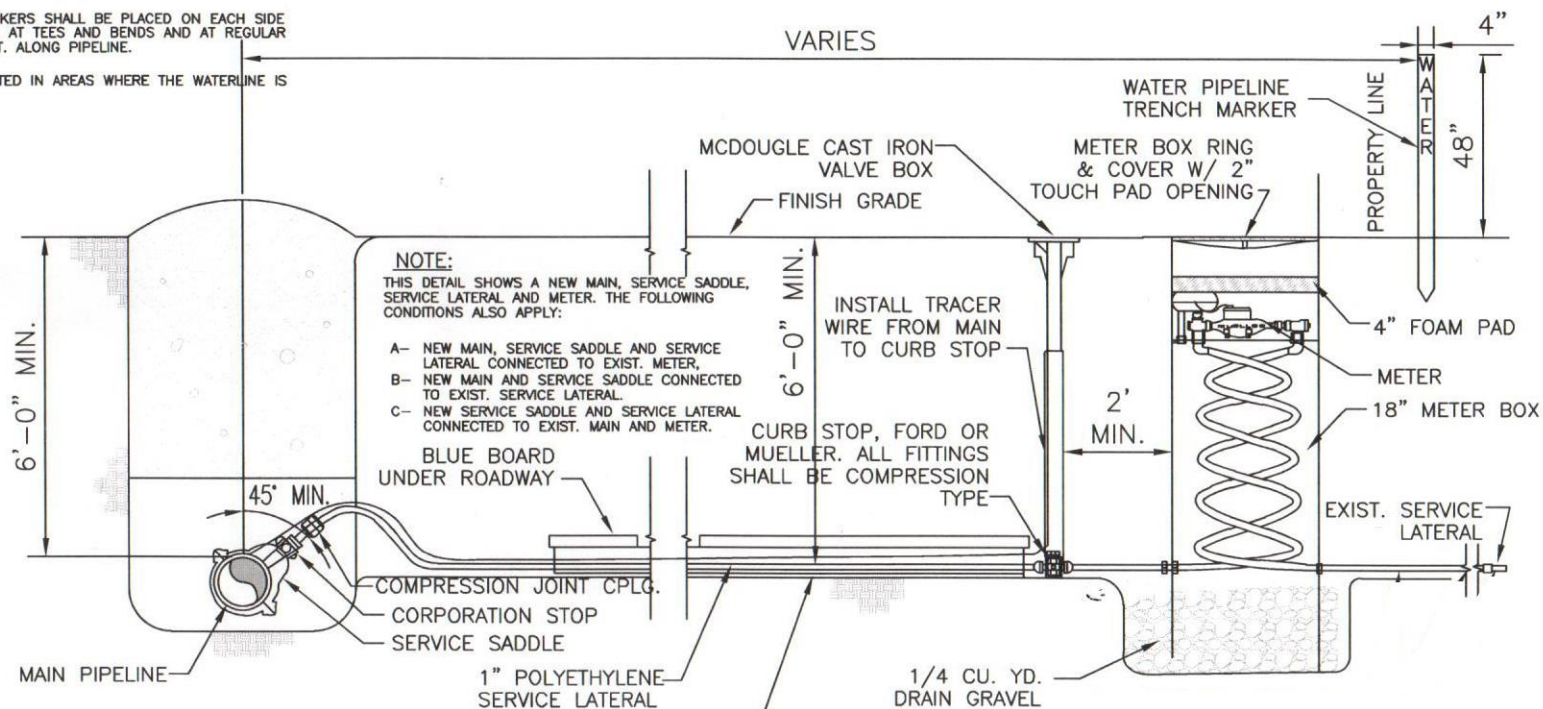 KERS SHALL BE PLACED ON EACH SIDE
AT TEES AND BENDS AND AT REGULAR
T. ALONG PIPELINE.
TED IN AREAS WHERE THE WATERLINE IS
VARIES
4"
WATER
48"
PROPERTY LINE
WATER PIPELINE
TRENCH MARKER
MCDOUGLE CAST IRON
VALVE BOX
METER BOX RING
& COVER W/ 2"
TOUCH PAD OPENING
FINISH GRADE
NOTE:
THIS DETAIL SHOWS A NEW MAIN, SERVICE SADDLE,
SERVICE LATERAL AND METER. THE FOLLOWING
CONDITIONS ALSO APPLY:
A- NEW MAIN, SERVICE SADDLE AND SERVICE
LATERAL CONNECTED TO EXIST. METER,
B- NEW MAIN AND SERVICE SADDLE CONNECTED
TO EXIST. SERVICE LATERAL.
C- NEW SERVICE SADDLE AND SERVICE LATERAL
CONNECTED TO EXIST. MAIN AND METER.
6'-0" MIN.
6'-0" MIN.
INSTALL TRACER
WIRE FROM MAIN
TO CURB STOP
4" FOAM PAD
METER
18" METER BOX
2'
MIN.
CURB STOP, FORD OR
MUELLER. ALL FITTINGS
SHALL BE COMPRESSION
TYPE
BLUE BOARD
UNDER ROADWAY
45° MIN.
EXIST. SERVICE
LATERAL
COMPRESSION JOINT CPLG.
CORPORATION STOP
SERVICE SADDLE
MAIN PIPELINE
1" POLYETHYLENE
SERVICE LATERAL
1/4 CU. YD.
DRAIN GRAVEL